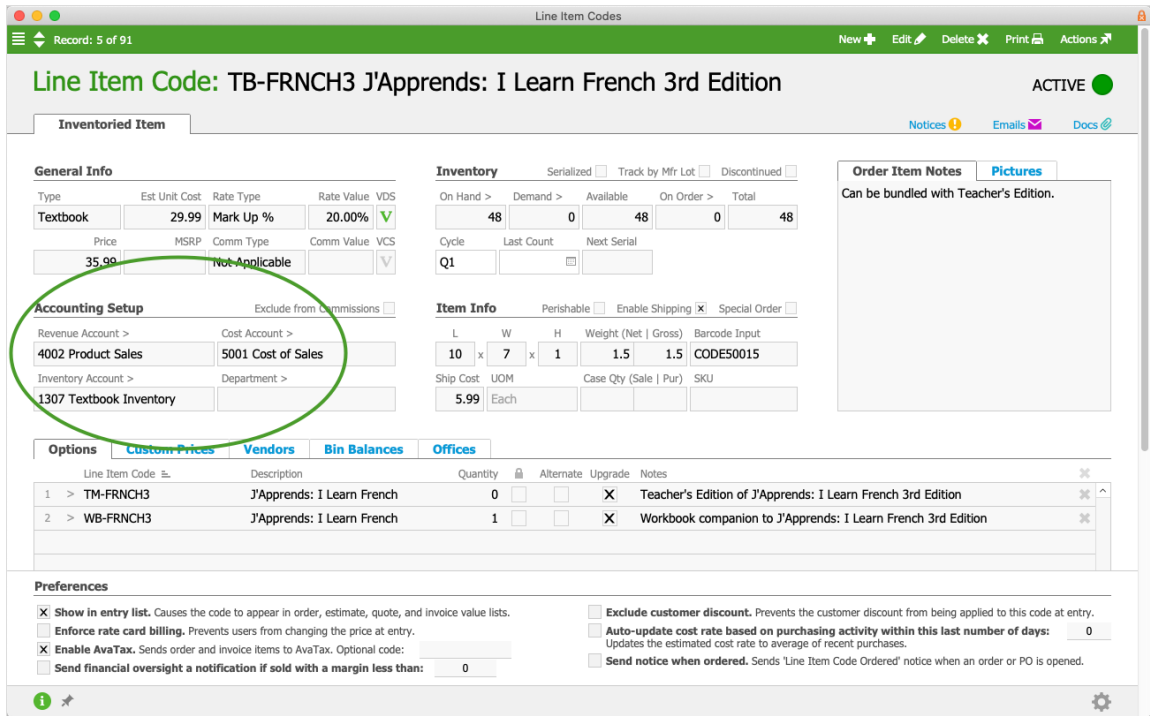 Line Item Codes
Record: 5 of 91 New Edit Delete Print Actions
Line Item Code: TB-FRNCH3 J'Apprends: I Learn French 3rd Edition ACTIVE
Inventoried Item Notices Emails Docs
General Info
Type Est Unit Cost Rate Type Rate Value VDS
Textbook 29.99 Mark Up % 20.00% V
Price MSRP Comm Type Comm Value VCS
35.99 Not Applicable V
Accounting Setup Exclude from Commissions
Revenue Account > Cost Account >
4002 Product Sales 5001 Cost of Sales
Inventory Account > Department >
1307 Textbook Inventory
Inventory Serialized Track by Mfr Lot Discontinued
On Hand > Demand > Available On Order > Total
48 0 48 0 48
Cycle Last Count Next Serial
Q1
Item Info Perishable Enable Shipping X Special Order
L W H Weight (Net | Gross) Barcode Input
10 x 7 x 1 1.5 1.5 CODE50015
Ship Cost UOM Case Qty (Sale | Pur) SKU
5.99 Each
Order Item Notes Pictures
Can be bundled with Teacher's Edition.
Options Custom Prices Vendors Bin Balances Offices
Line Item Code Description Quantity Alternate Upgrade Notes
1 > TM-FRNCH3 J'Apprends: I Learn French 0 X Teacher's Edition of J'Apprends: I Learn French 3rd Edition
2 > WB-FRNCH3 J'Apprends: I Learn French 1 X Workbook companion to J'Apprends: I Learn French 3rd Edition
Preferences
X Show in entry list. Causes the code to appear in order, estimate, quote, and invoice value lists.
Enforce rate card billing. Prevents users from changing the price at entry.
X Enable AvaTax. Sends order and invoice items to AvaTax. Optional code:
Send financial oversight a notification if sold with a margin less than: 0
Exclude customer discount. Prevents the customer discount from being applied to this code at entry.
Auto-update cost rate based on purchasing activity within this last number of days: 0
Updates the estimated cost rate to average of recent purchases.
Send notice when ordered. Sends 'Line Item Code Ordered' notice when an order or PO is opened.